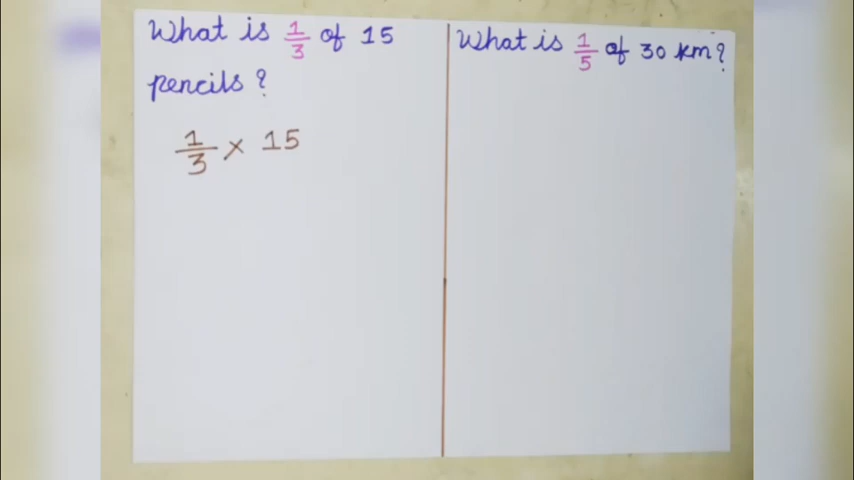 What is 1/3 of 15
pencils ?
1/3 × 15
What is 1/5 of 30 km?